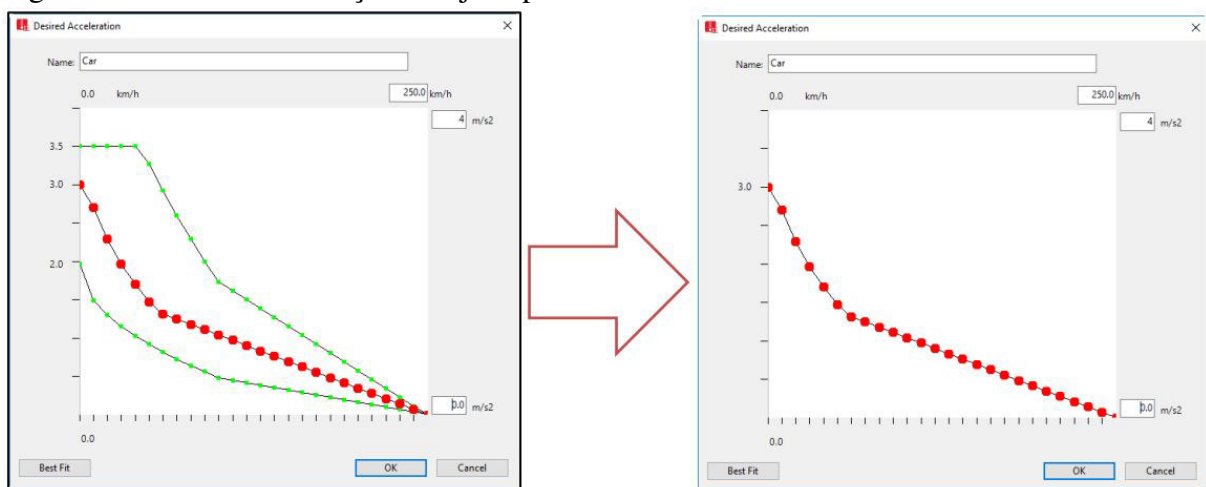 Desired Acceleration
Name: Car
0.0 km/h 250.0 km/h
4 m/s2
3.5
3.0
2.0
0.0 m/s2
0.0
Best Fit OK Cancel
Desired Acceleration
Name: Car
0.0 km/h 250.0 km/h
4 m/s2
3.0
0.0 m/s2
0.0
Best Fit OK Cancel